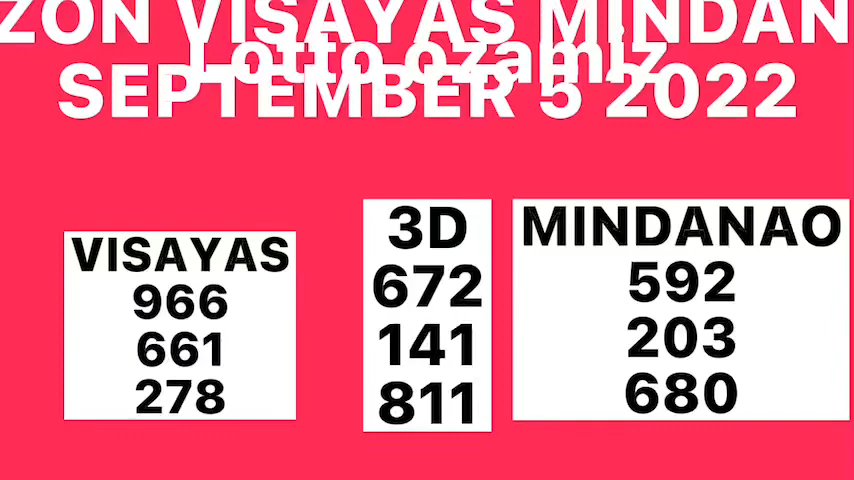 ZON VISAYAS MINDAN
Lotto ozamiz
SEPTEMBER 5 2022
VISAYAS
966
661
278
3D
672
141
811
MINDANAO
592
203
680